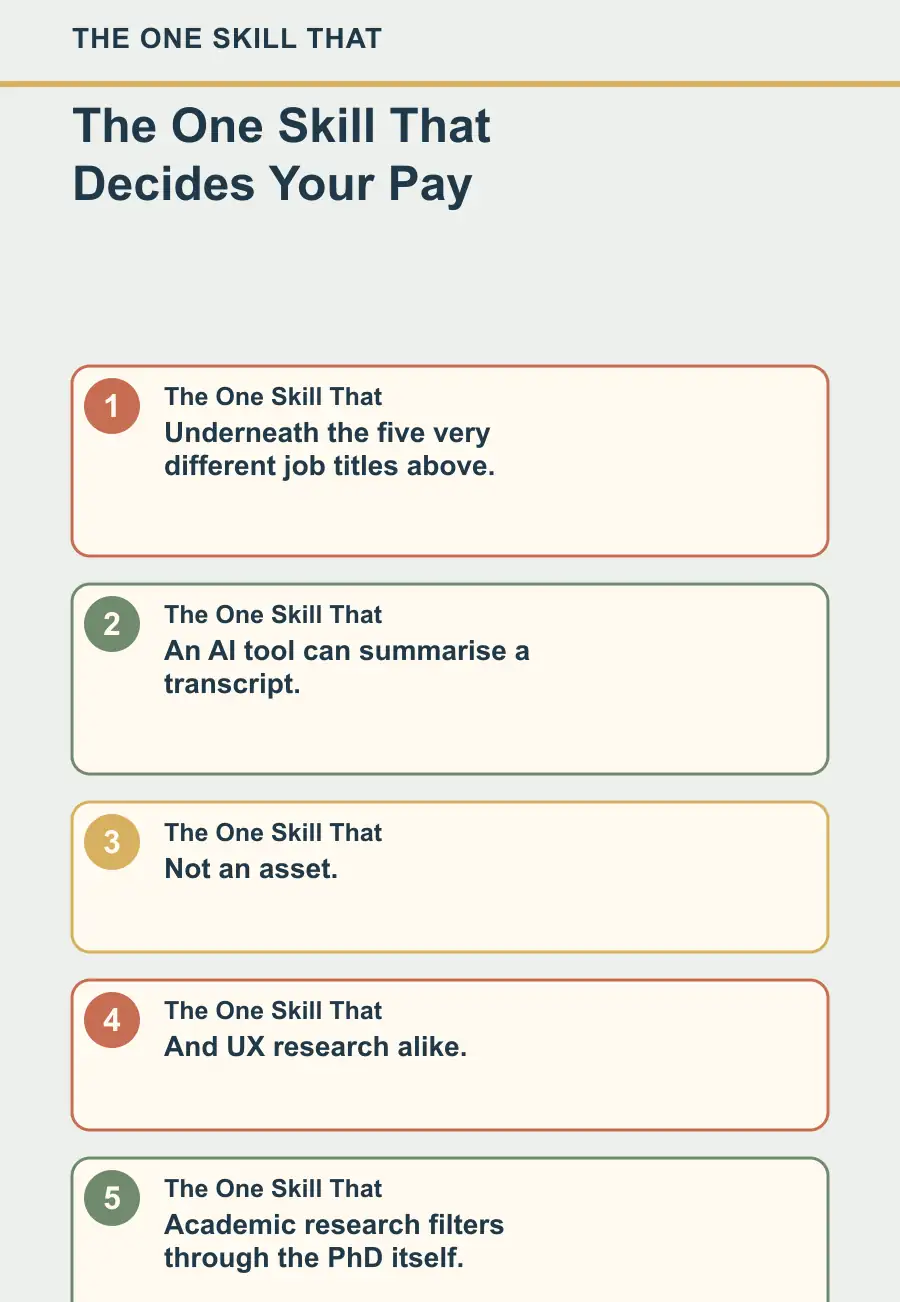 THE ONE SKILL THAT
The One Skill That
Decides Your Pay
1
The One Skill That
Underneath the five very
different job titles above.
2
The One Skill That
An AI tool can summarise a
transcript.
3
The One Skill That
Not an asset.
4
The One Skill That
And UX research alike.
5
The One Skill That
Academic research filters
through the PhD itself.